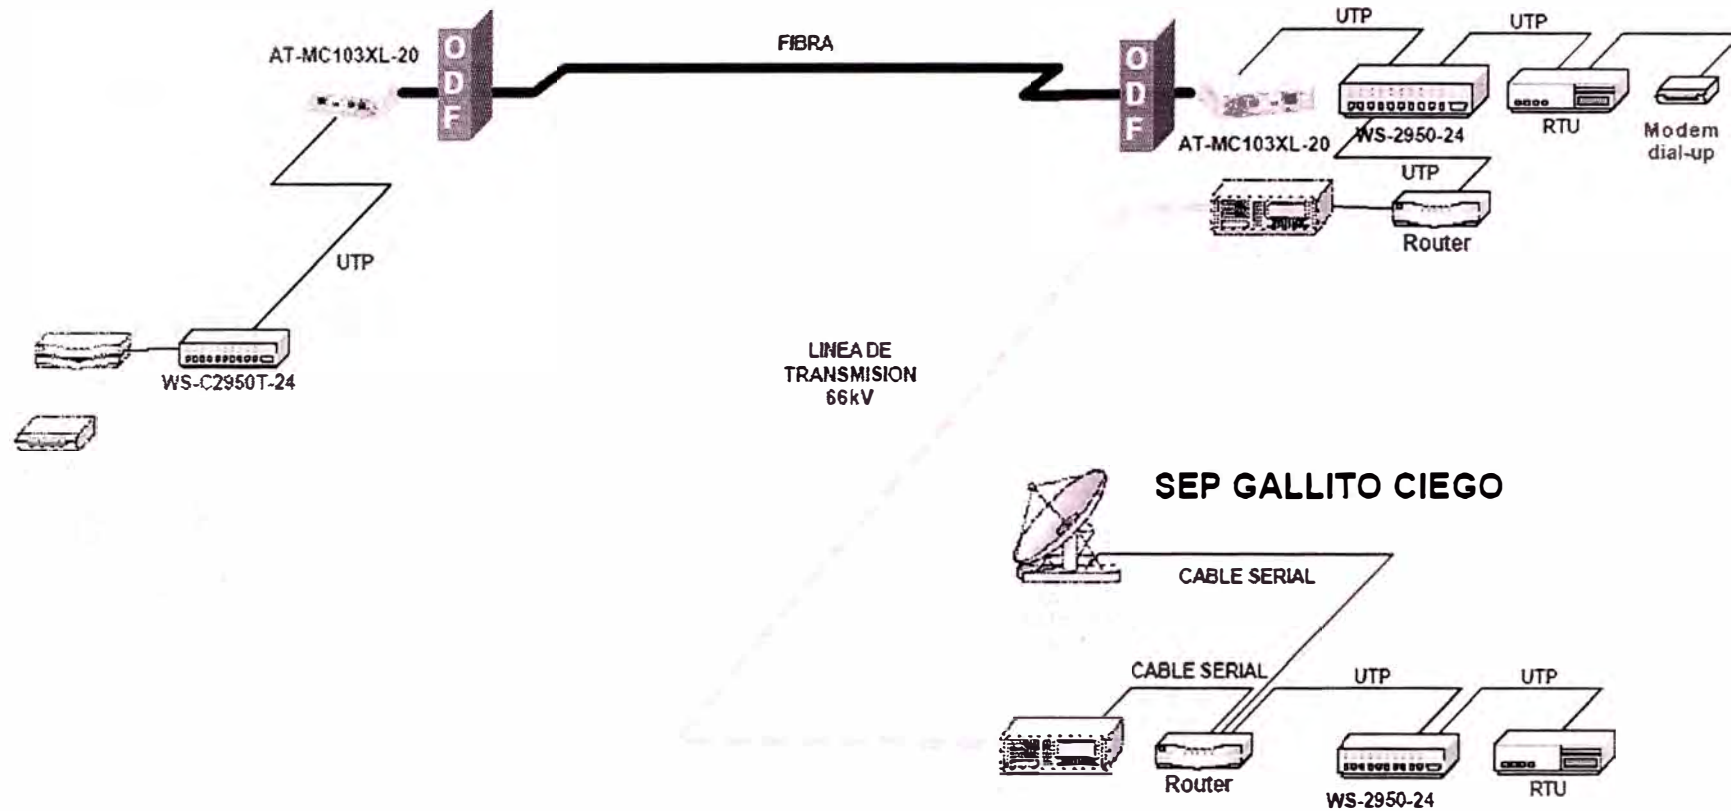 UTP
UTP
AT-MC103XL-20
ODF
FIBRA
ODF
AT-MC103XL-20
WS-2950-24
RTU
Modem
dial-up
UTP
Router
UTP
WS-C2950T-24
LINEA DE
TRANSMISION
66kV
SEP GALLITO CIEGO
CABLE SERIAL
CABLE SERIAL
UTP
UTP
Router
WS-2950-24
RTU